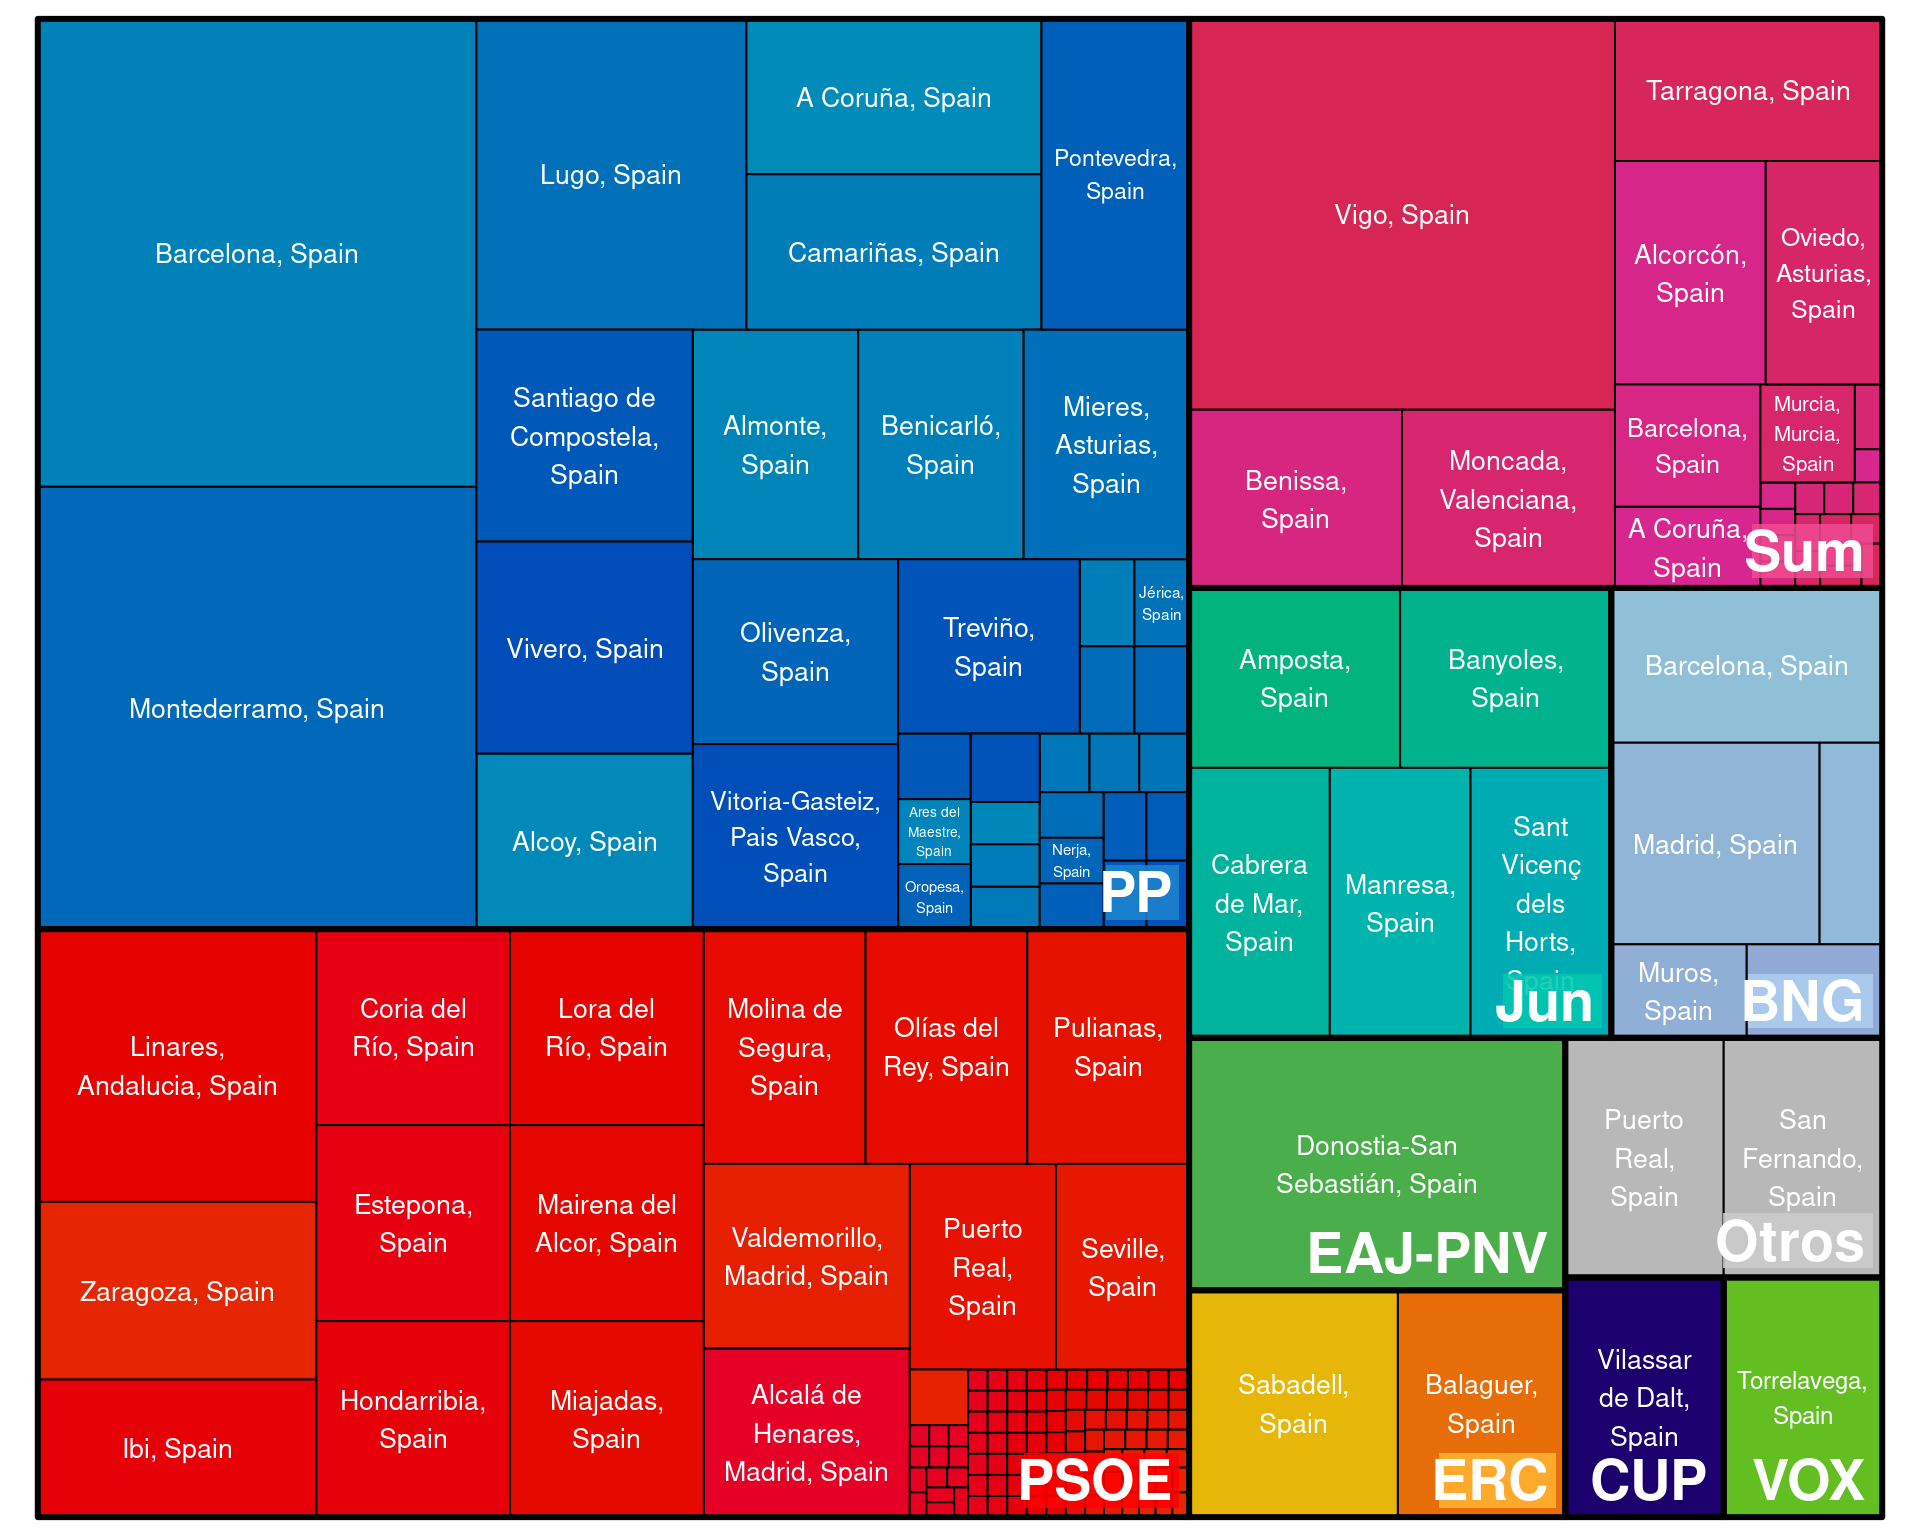 Barcelona, Spain
Montederramo, Spain
Lugo, Spain
A Coruña, Spain
Camariñas, Spain
Pontevedra,
Spain
Santiago de
Compostela,
Spain
Vivero, Spain
Alcoy, Spain
Almonte,
Spain
Benicarló,
Spain
Mieres,
Asturias,
Spain
Olivenza,
Spain
Vitoria-Gasteiz,
Pais Vasco,
Spain
Treviño,
Spain
Jérica,
Spain
Ares del
Maestre,
Spain
Oropesa,
Spain
Nerja,
Spain
PP
Vigo, Spain
Tarragona, Spain
Alcorcón,
Spain
Oviedo,
Asturias,
Spain
Benissa,
Spain
Moncada,
Valenciana,
Spain
Barcelona,
Spain
Murcia,
Murcia,
Spain
A Coruña,
Spain
Sum
Amposta,
Spain
Banyoles,
Spain
Cabrera
de Mar,
Spain
Manresa,
Spain
Sant
Vicenç
dels
Horts,
Spain
Jun
Barcelona, Spain
Madrid, Spain
Muros,
Spain
BNG
Linares,
Andalucia, Spain
Zaragoza, Spain
Ibi, Spain
Coria del
Río, Spain
Estepona,
Spain
Hondarribia,
Spain
Lora del
Río, Spain
Mairena del
Alcor, Spain
Miajadas,
Spain
Molina de
Segura,
Spain
Olías del
Rey, Spain
Pulianas,
Spain
Valdemorillo,
Madrid, Spain
Puerto
Real,
Spain
Seville,
Spain
Alcalá de
Henares,
Madrid, Spain
PSOE
Donostia-San
Sebastián, Spain
EAJ-PNV
Puerto
Real,
Spain
San
Fernando,
Spain
Otros
Sabadell,
Spain
Balaguer,
Spain
ERC
Vilassar
de Dalt,
Spain
CUP
Torrelavega,
Spain
VOX